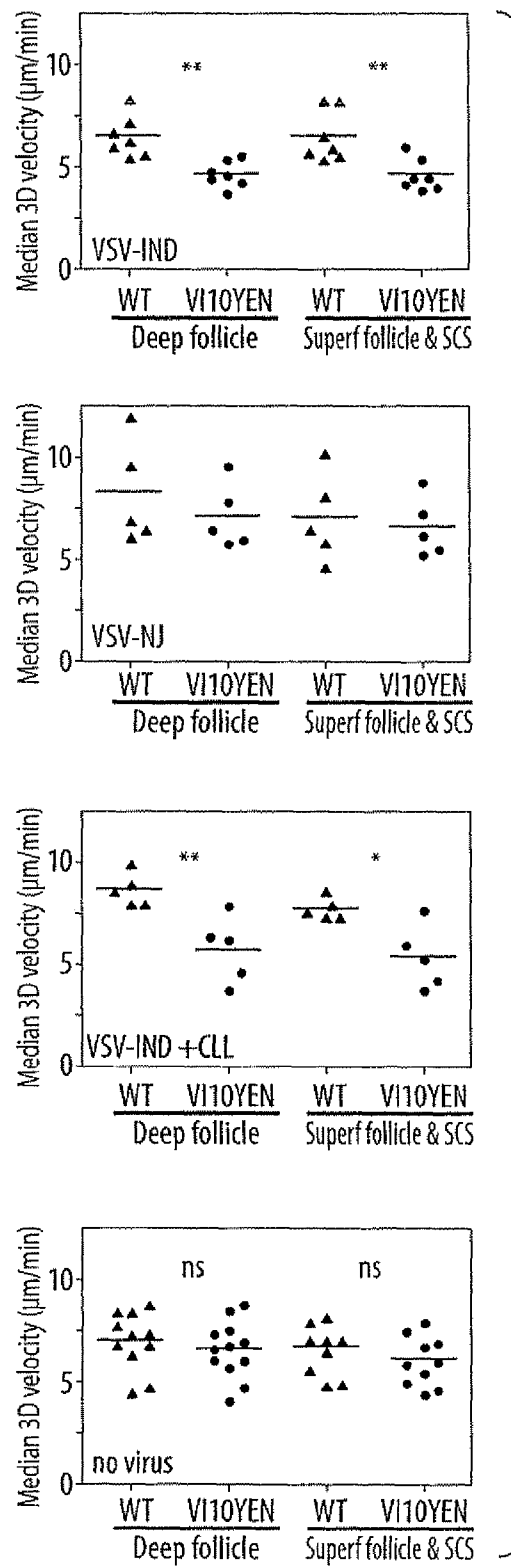 Median 3D velocity (µm/min)
10
5
0
**
**
VSV-IND
WT VI10YEN WT VI10YEN
Deep follicle Superf follicle & SCS
Median 3D velocity (µm/min)
10
5
0
VSV-NJ
WT VI10YEN WT VI10YEN
Deep follicle Superf follicle & SCS
Median 3D velocity (µm/min)
10
5
0
**
*
VSV-IND +CLL
WT VI10YEN WT VI10YEN
Deep follicle Superf follicle & SCS
Median 3D velocity (µm/min)
10
5
0
ns
ns
no virus
WT VI10YEN WT VI10YEN
Deep follicle Superf follicle & SCS